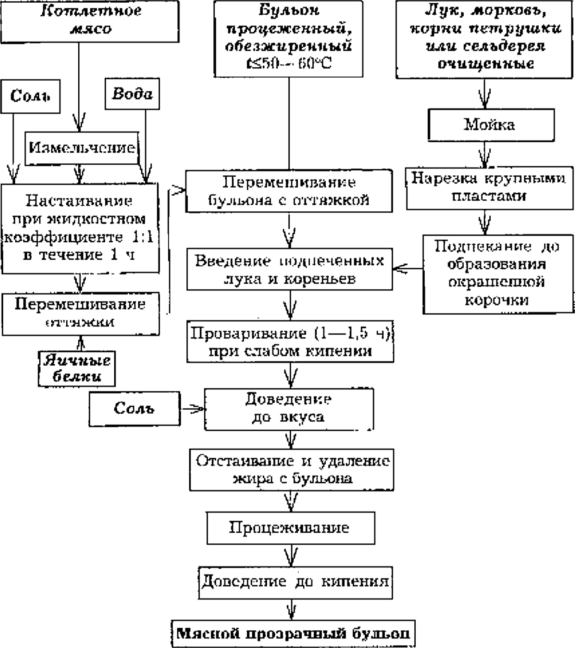 Котлетное
мясо
Бульон
процеженный,
обезжиренный
t≤50—60°C
Лук, морковь,
корни петрушки
или сельдерея
очищенные
Соль
Вода
Измельчение
Мойка
Настаивание
при жидкостном
коэффициенте 1:1
в течение 1 ч
Перемешивание
бульона с оттяжкой
Нарезка крупными
пластами
Введение подпеченных
лука и кореньев
Подпекание до
образования
окрашенной
корочки
Перемешивание
оттяжки
Яичные
белки
Проваривание (1—1,5 ч)
при слабом кипении
Соль
Доведение
до вкуса
Отстаивание и удаление
жира с бульона
Процеживание
Доведение до кипения
Мясной прозрачный бульон